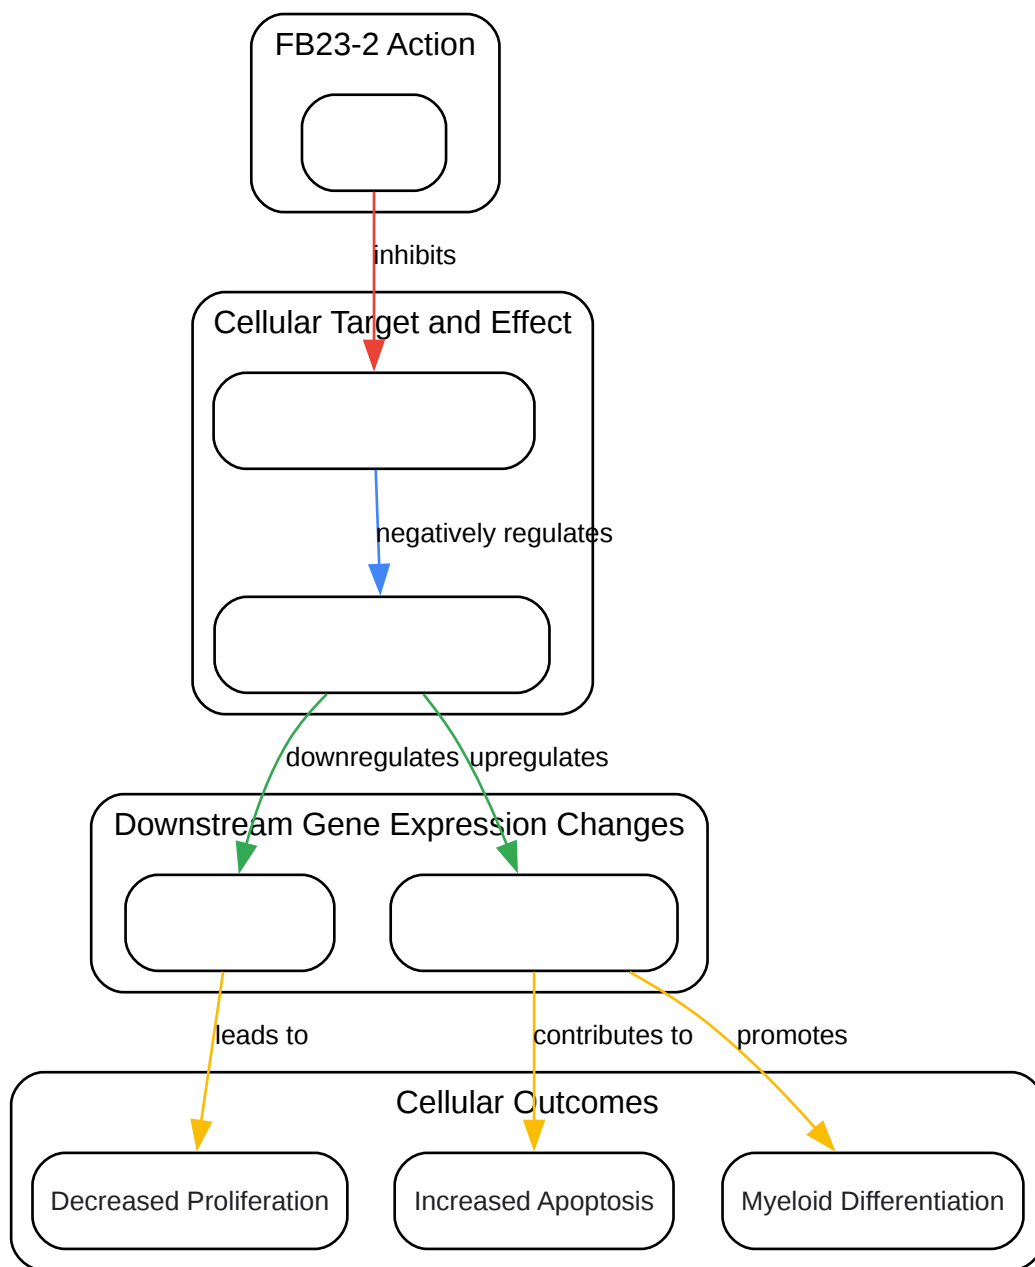 FB23-2 Action
inhibits
Cellular Target and Effect
negatively regulates
downregulates
upregulates
Downstream Gene Expression Changes
leads to
contributes to
promotes
Cellular Outcomes
Decreased Proliferation
Increased Apoptosis
Myeloid Differentiation